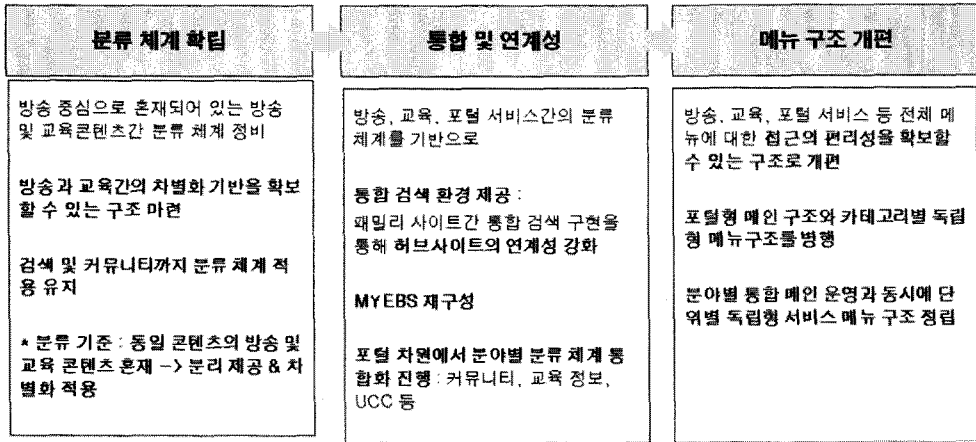 분류 체계 확립
방송 중심으로 혼재되어 있는 방송
및 교육콘텐츠간 분류 체계 정비
방송과 교육간의 차별화 기반을 확보
할 수 있는 구조 마련
검색 및 커뮤니티까지 분류 체계 적
용 유지
* 분류 기준 : 동일 콘텐츠의 방송 및
교육 콘텐츠 혼재 -> 분리 제공 & 차
별화 적용
통합 및 연계성
방송, 교육, 포털 서비스간의 분류
체계를 기반으로
통합 검색 환경 제공 :
패밀리 사이트간 통합 검색 구현을
통해 허브사이트의 연계성 강화
MYEBS 재구성
포털 차원에서 분야별 분류 체계 통
합화 진행 : 커뮤니티, 교육 정보,
UCC 등
메뉴 구조 개편
방송, 교육, 포털 서비스 등 전체 메
뉴에 대한 접근의 편리성을 확보할
수 있는 구조로 개편
포털형 메인 구조와 카테고리별 독립
형 메뉴구조를 병행
분야별 통합 메인 운영과 동시에 단
위별 독립형 서비스 메뉴 구조 정립